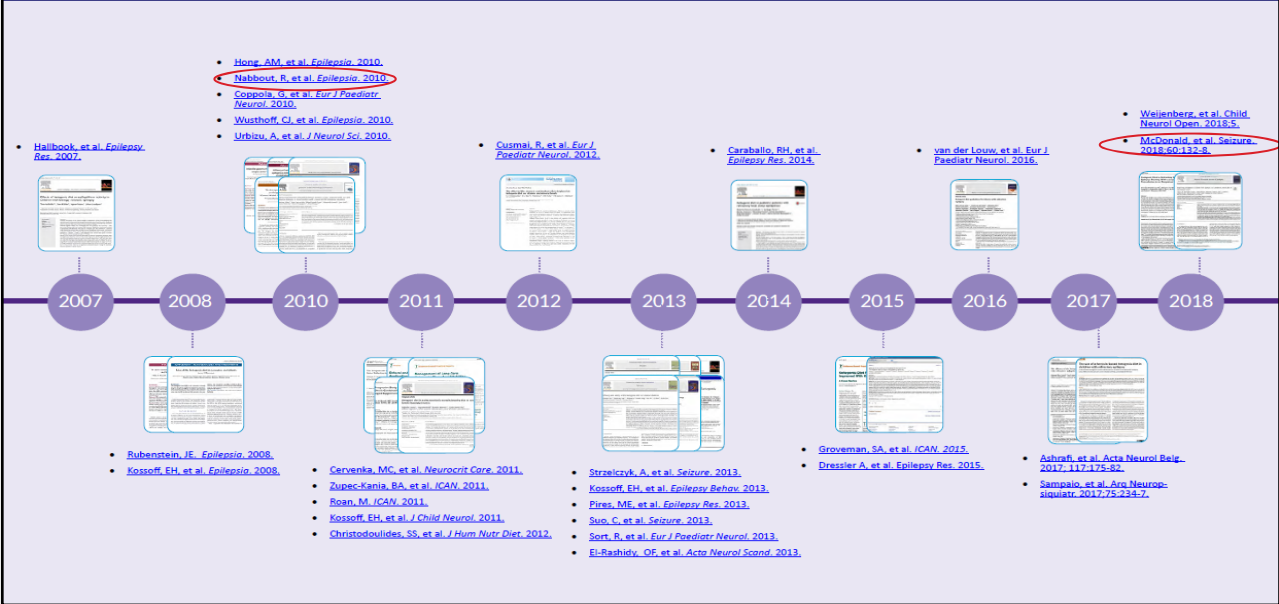 • Hallbook, et al. Epilepsy
Res. 2007.
• Hong, AM, et al. Epilepsia. 2010.
• Nabbout, R, et al. Epilepsia. 2010.
• Coppola, G, et al. Eur J Paediatr
Neurol. 2010.
• Wusthoff, CJ, et al. Epilepsia. 2010.
• Urbizu, A, et al. J Neurol Sci. 2010.
• Cusmai, R, et al. Eur J
Paediatr Neurol. 2012.
• Caraballo, RH, et al.
Epilepsy Res. 2014.
• van der Louw, et al. Eur J
Paediatr Neurol. 2016.
• Weijenberg, et al. Child
Neurol Open. 2018;5.
• McDonald, et al. Seizure.
2018;60:132-8.
2007 2008 2010 2011 2012 2013 2014 2015 2016 2017 2018
• Rubenstein, JE. Epilepsia. 2008.
• Kossoff, EH, et al. Epilepsia. 2008.
• Cervenka, MC, et al. Neurocrit Care. 2011.
• Zupec-Kania, BA, et al. ICAN. 2011.
• Roan, M. ICAN. 2011.
• Kossoff, EH, et al. J Child Neurol. 2011.
• Christodoulides, SS, et al. J Hum Nutr Diet. 2012.
• Strzelczyk, A, et al. Seizure. 2013.
• Kossoff, EH, et al. Epilepsy Behav. 2013.
• Pires, ME, et al. Epilepsy Res. 2013.
• Suo, C, et al. Seizure. 2013.
• Sort, R, et al. Eur J Paediatr Neurol. 2013.
• El-Rashidy, OF, et al. Acta Neurol Scand. 2013.
• Groveman, SA, et al. ICAN. 2015.
• Dressler A, et al. Epilepsy Res. 2015.
• Ashrafi, et al. Acta Neurol Belg.
2017; 117:175-82.
• Sampaio, et al. Arq Neurop-
siquiatr. 2017;75:234-7.